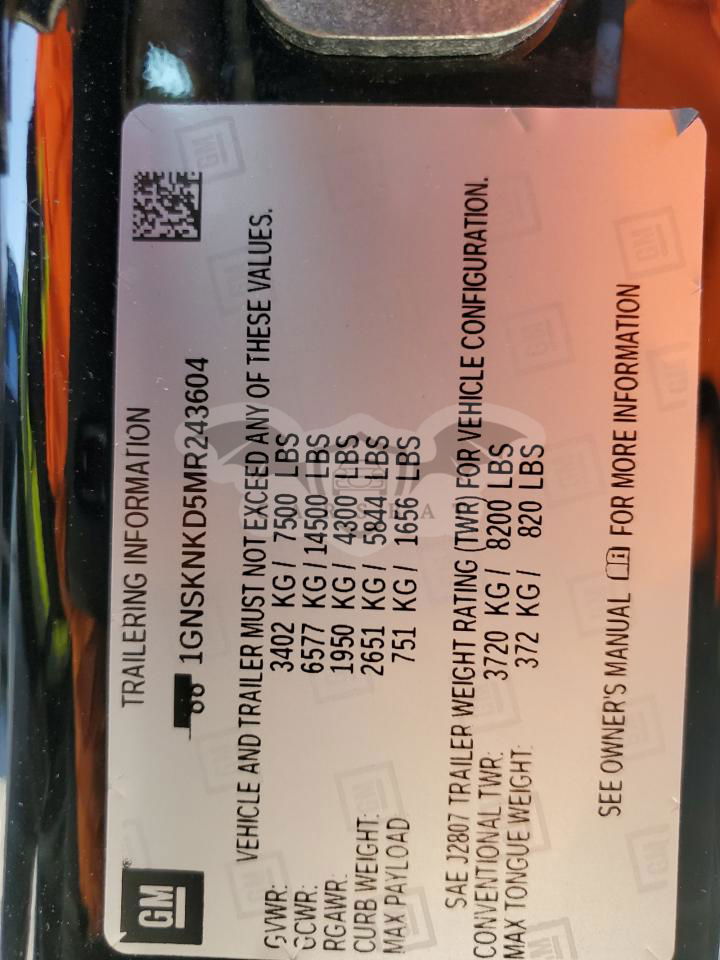 GM
TRAILERING INFORMATION
66 1GNSKNKD5MR243604
VEHICLE AND TRAILER MUST NOT EXCEED ANY OF THESE VALUES.
GVWR: 3402 KG / 7500 LBS
GCWR: 6577 KG / 14500 LBS
RGAWR: 1950 KG / 4300 LBS
CURB WEIGHT: 2651 KG / 5844 LBS
MAX PAYLOAD: 751 KG / 1656 LBS
SAE J2807 TRAILER WEIGHT RATING (TWR) FOR VEHICLE CONFIGURATION.
CONVENTIONAL TWR: 3720 KG / 8200 LBS
MAX TONGUE WEIGHT: 372 KG / 820 LBS
SEE OWNER'S MANUAL FOR MORE INFORMATION